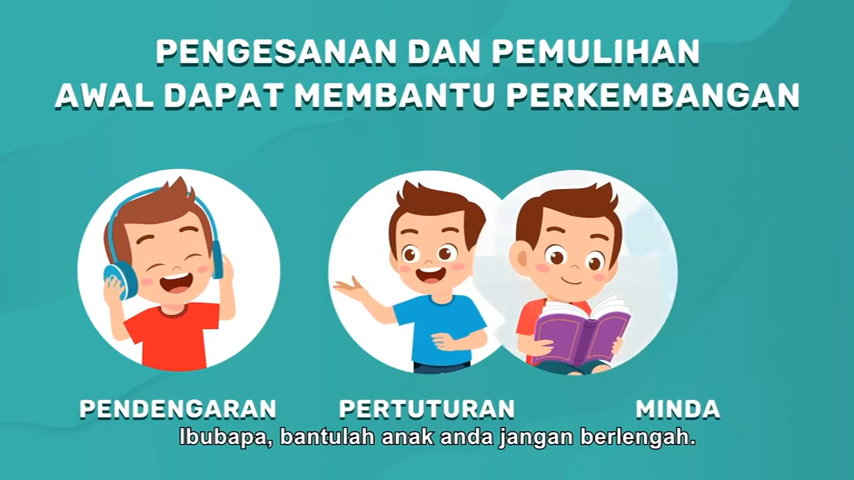 PENGESANAN DAN PEMULIHAN
AWAL DAPAT MEMBANTU PERKEMBANGAN
PENDENGARAN
PERTUTURAN
MINDA
Ibubapa, bantulah anak anda jangan berlengah.